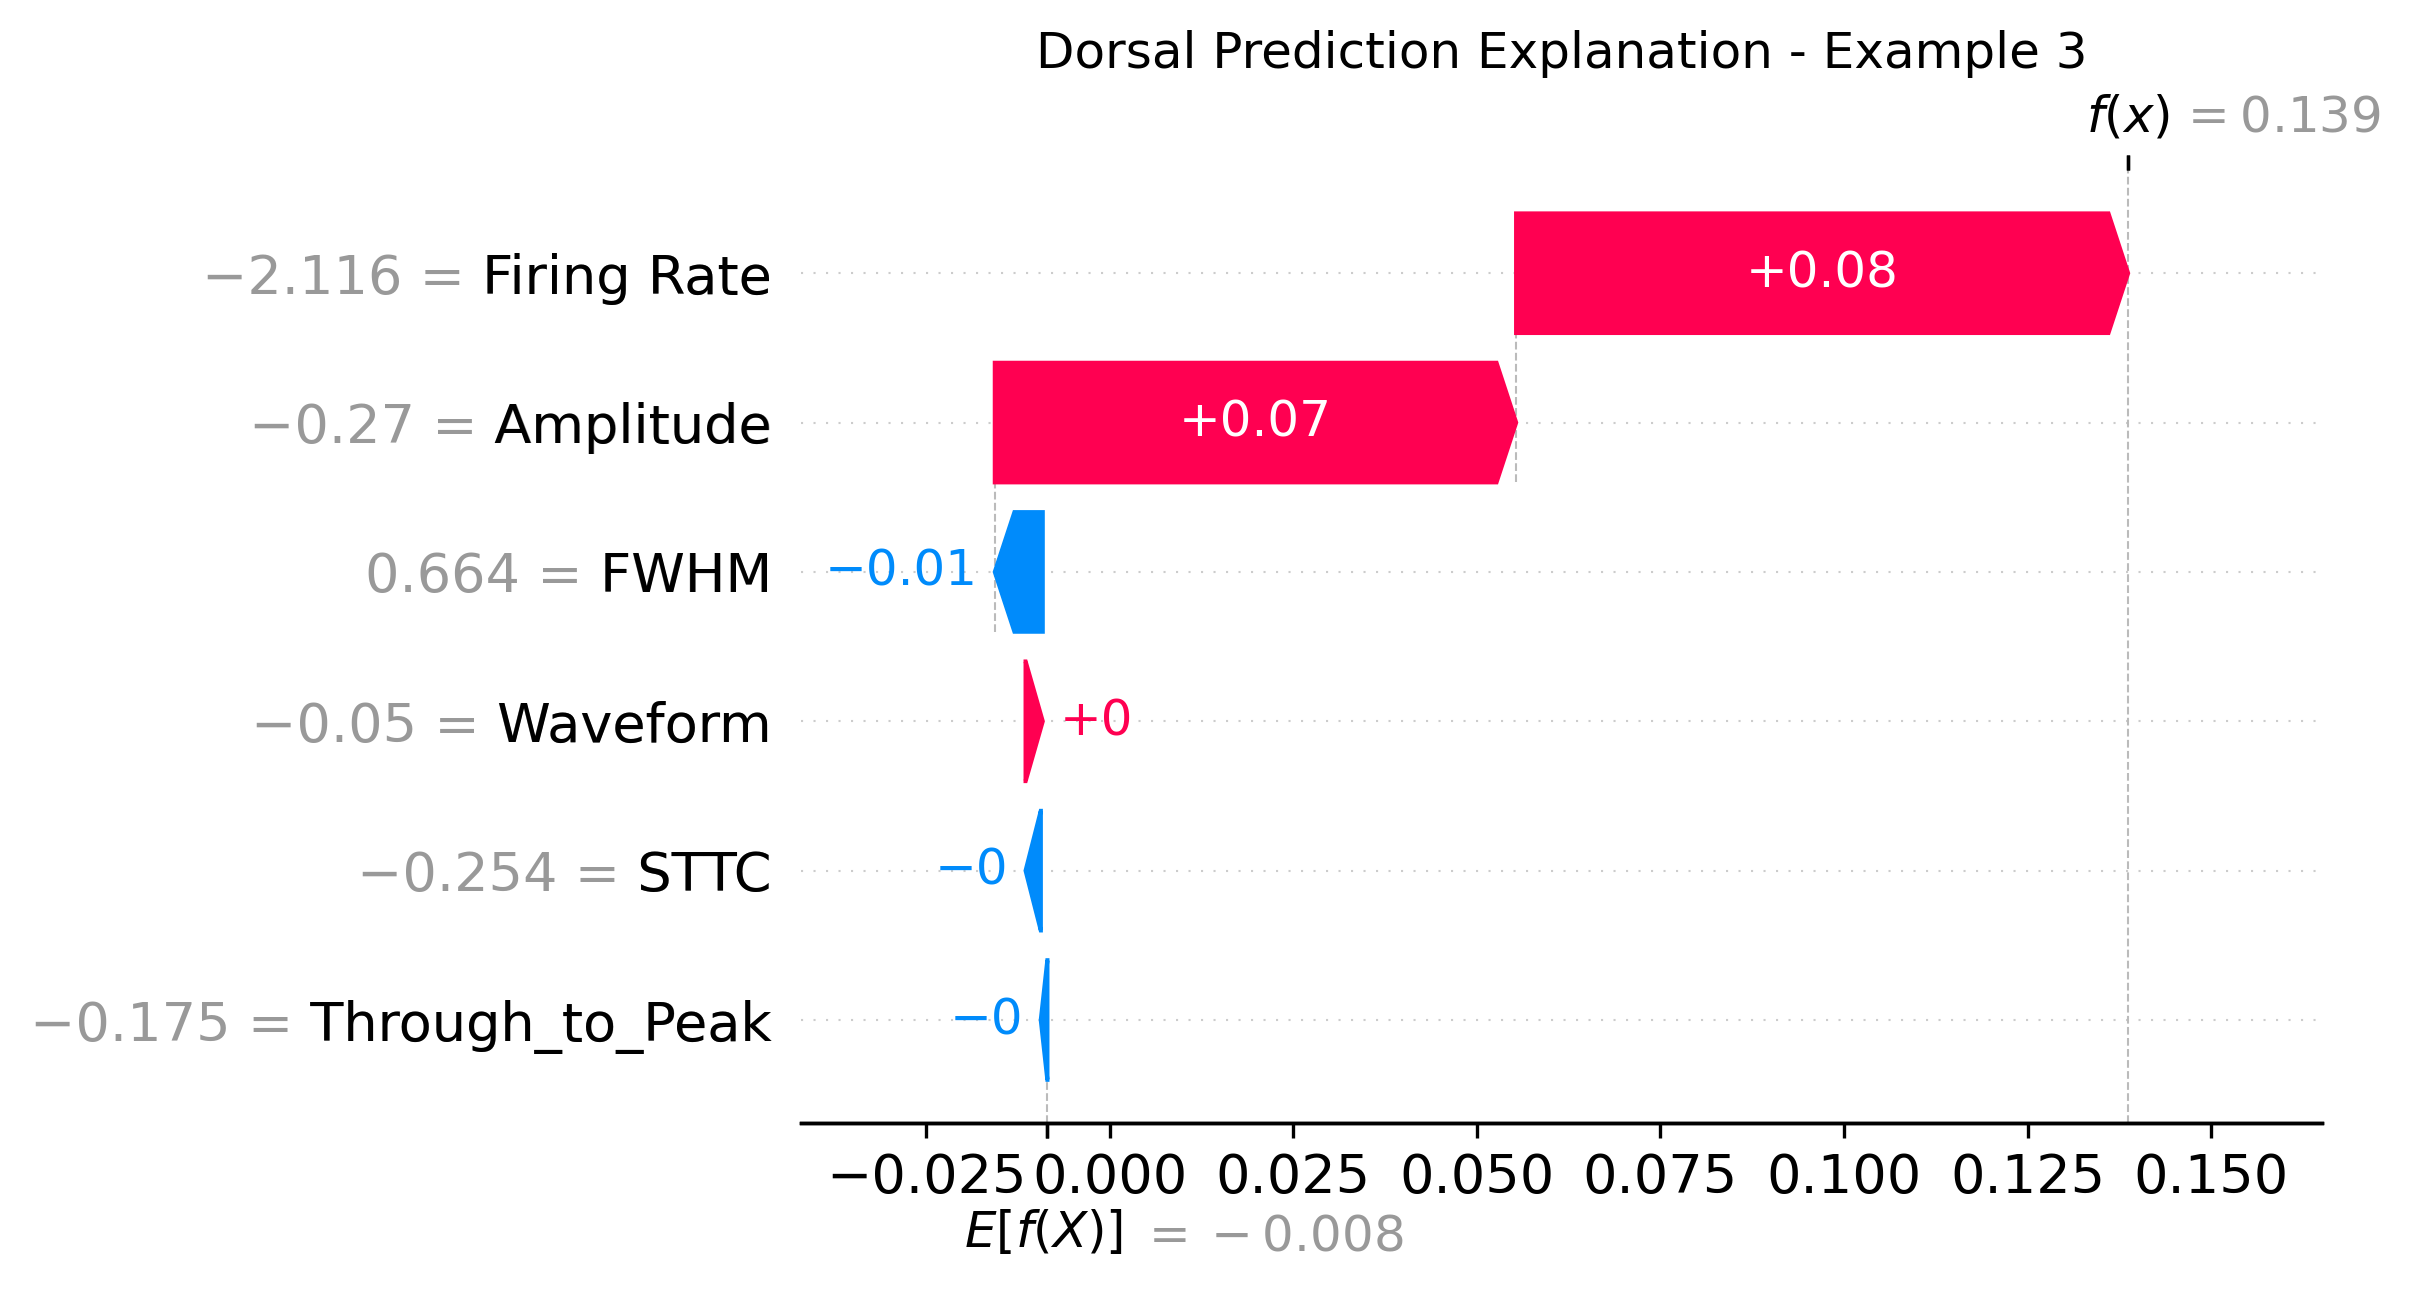 Dorsal Prediction Explanation - Example 3
f(x) = 0.139
−2.116 = Firing Rate
+0.08
−0.27 = Amplitude
+0.07
0.664 = FWHM
−0.01
−0.05 = Waveform
+0
−0.254 = STTC
−0
−0.175 = Through_to_Peak
−0
−0.025 0.000 0.025 0.050 0.075 0.100 0.125 0.150
E[f(X)] = −0.008